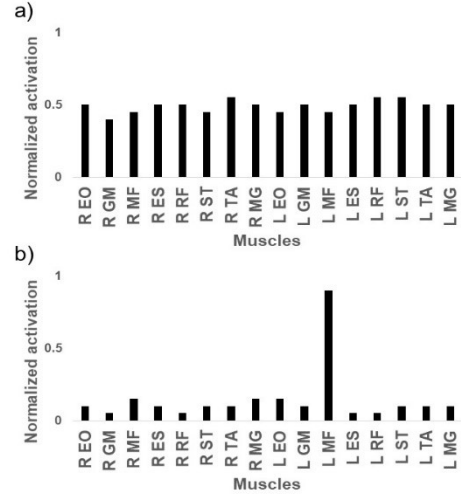 a)
1
0.5
0
Normalized activation
R EO
R GM
R MF
R ES
R RF
R ST
R TA
R MG
L EO
L GM
L MF
L ES
L RF
L ST
L TA
L MG
Muscles
b)
1
0.5
0
Normalized activation
R EO
R GM
R MF
R ES
R RF
R ST
R TA
R MG
L EO
L GM
L MF
L ES
L RF
L ST
L TA
L MG
Muscles